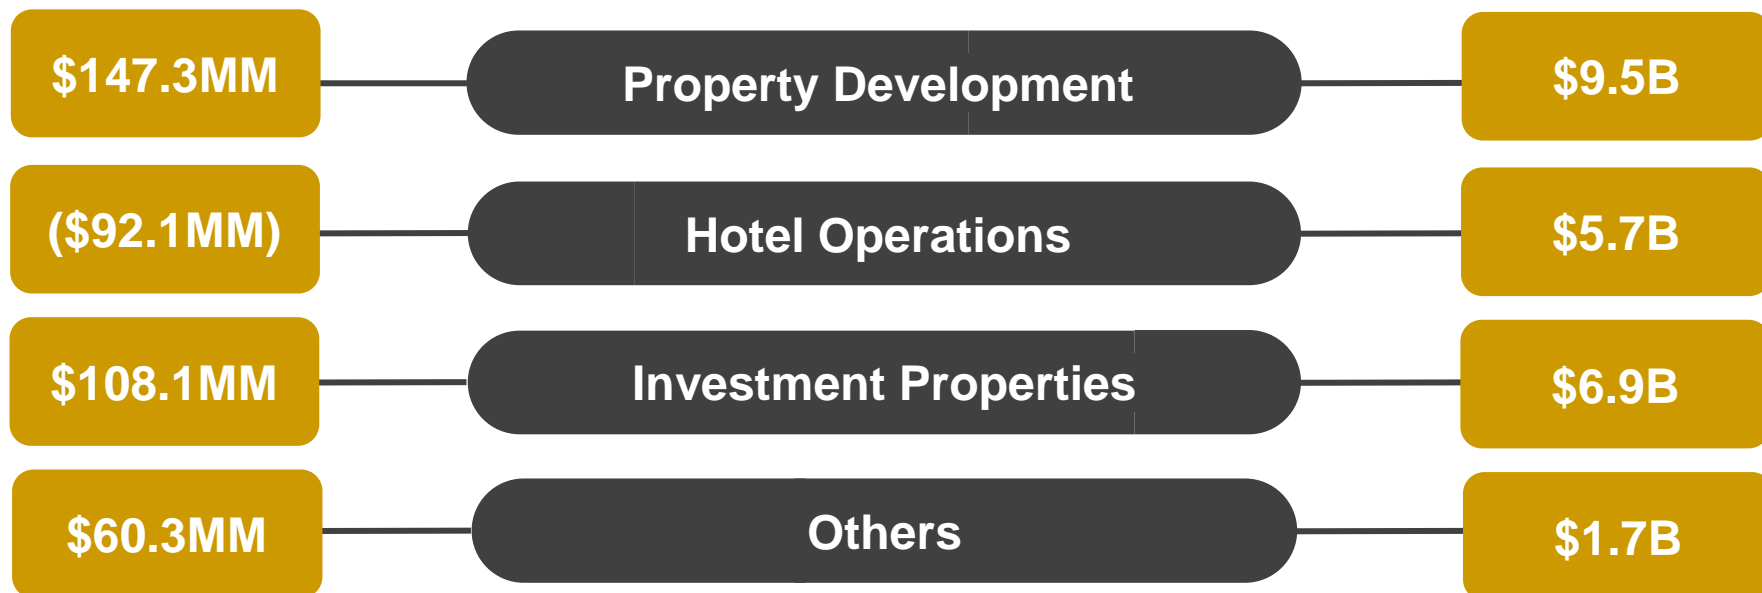 $147.3MM
Property Development
$9.5B
($92.1MM)
Hotel Operations
$5.7B
$108.1MM
Investment Properties
$6.9B
$60.3MM
Others
$1.7B